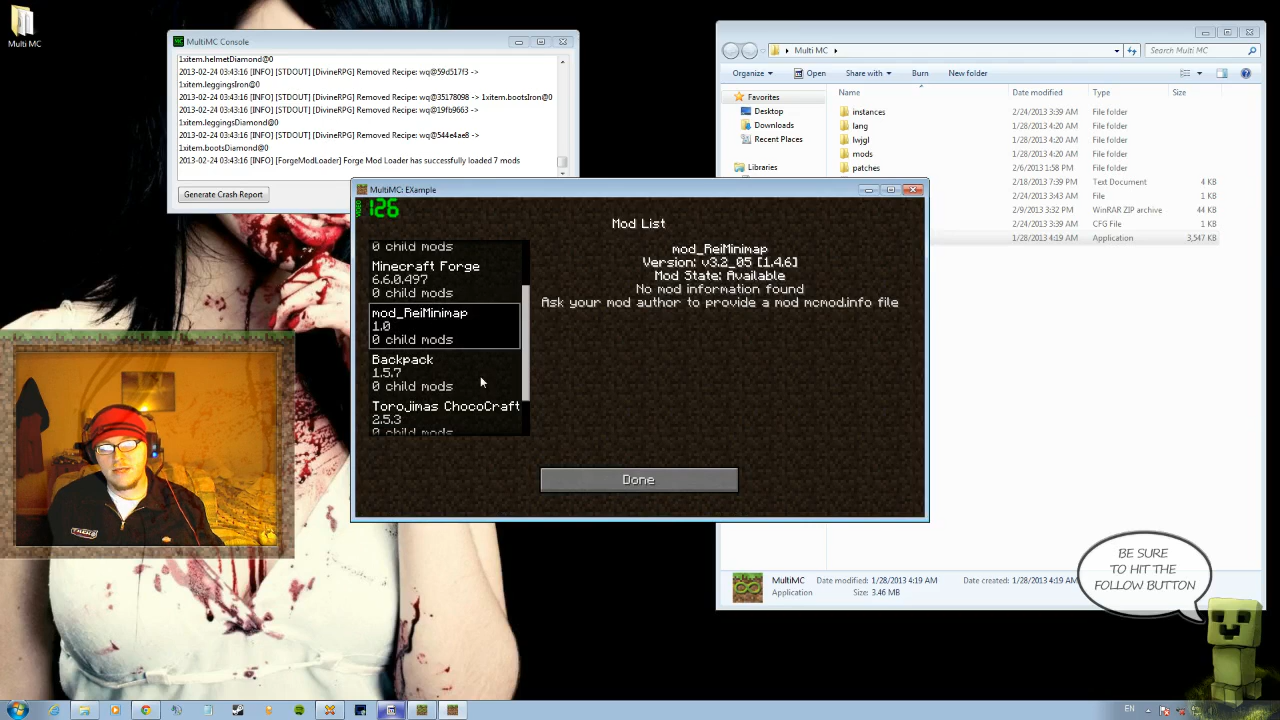 Multi MC
MultiMC Console
1xitem.helmetDiamond@0
2013-02-24 03:43:16 [INFO] [STDOUT] [DivineRPG] Removed Recipe: wq@59d517f3 ->
1xitem.leggingsIron@0
2013-02-24 03:43:16 [INFO] [STDOUT] [DivineRPG] Removed Recipe: wq@35178098 -> 1xitem.bootsIron@0
2013-02-24 03:43:16 [INFO] [STDOUT] [DivineRPG] Removed Recipe: wq@19fb9663 ->
1xitem.leggingsDiamond@0
2013-02-24 03:43:16 [INFO] [STDOUT] [DivineRPG] Removed Recipe: wq@544e4ae8 ->
1xitem.bootsDiamond@0
2013-02-24 03:43:16 [INFO] [ForgeModLoader] Forge Mod Loader has successfully loaded 7 mods
Generate Crash Report
Multi MC
Search Multi MC
Organize
Open
Share with
Burn
New folder
Favorites
Desktop
Downloads
Recent Places
Libraries
Name Date modified Type Size
instances 2/24/2013 3:39 AM File folder
lang 1/28/2013 4:20 AM File folder
lwjgl 1/28/2013 4:20 AM File folder
mods 1/28/2013 4:20 AM File folder
patches 2/6/2013 1:58 PM File folder
2/18/2013 7:39 PM Text Document 4 KB
2/24/2013 3:43 AM File 1 KB
2/9/2013 3:32 PM WinRAR ZIP archive 44 KB
2/24/2013 3:39 AM CFG File 1 KB
1/28/2013 4:19 AM Application 3,547 KB
MultiMC: EXample
VIDEO
126
Mod List
0 child mods
Minecraft Forge
6.6.0.497
0 child mods
mod_ReiMinimap
1.0
0 child mods
Backpack
1.5.7
0 child mods
Torojimas ChocoCraft
2.5.3
0 child mods
mod_ReiMinimap
Version: v3.2_05 [1.4.6]
Mod State: Available
No mod information found
Ask your mod author to provide a mod mcmod.info file
Done
MultiMC Date modified: 1/28/2013 4:19 AM Date created: 1/28/2013 4:19 AM
Application Size: 3.46 MB
BE SURE
TO HIT THE
FOLLOW BUTTON
EN